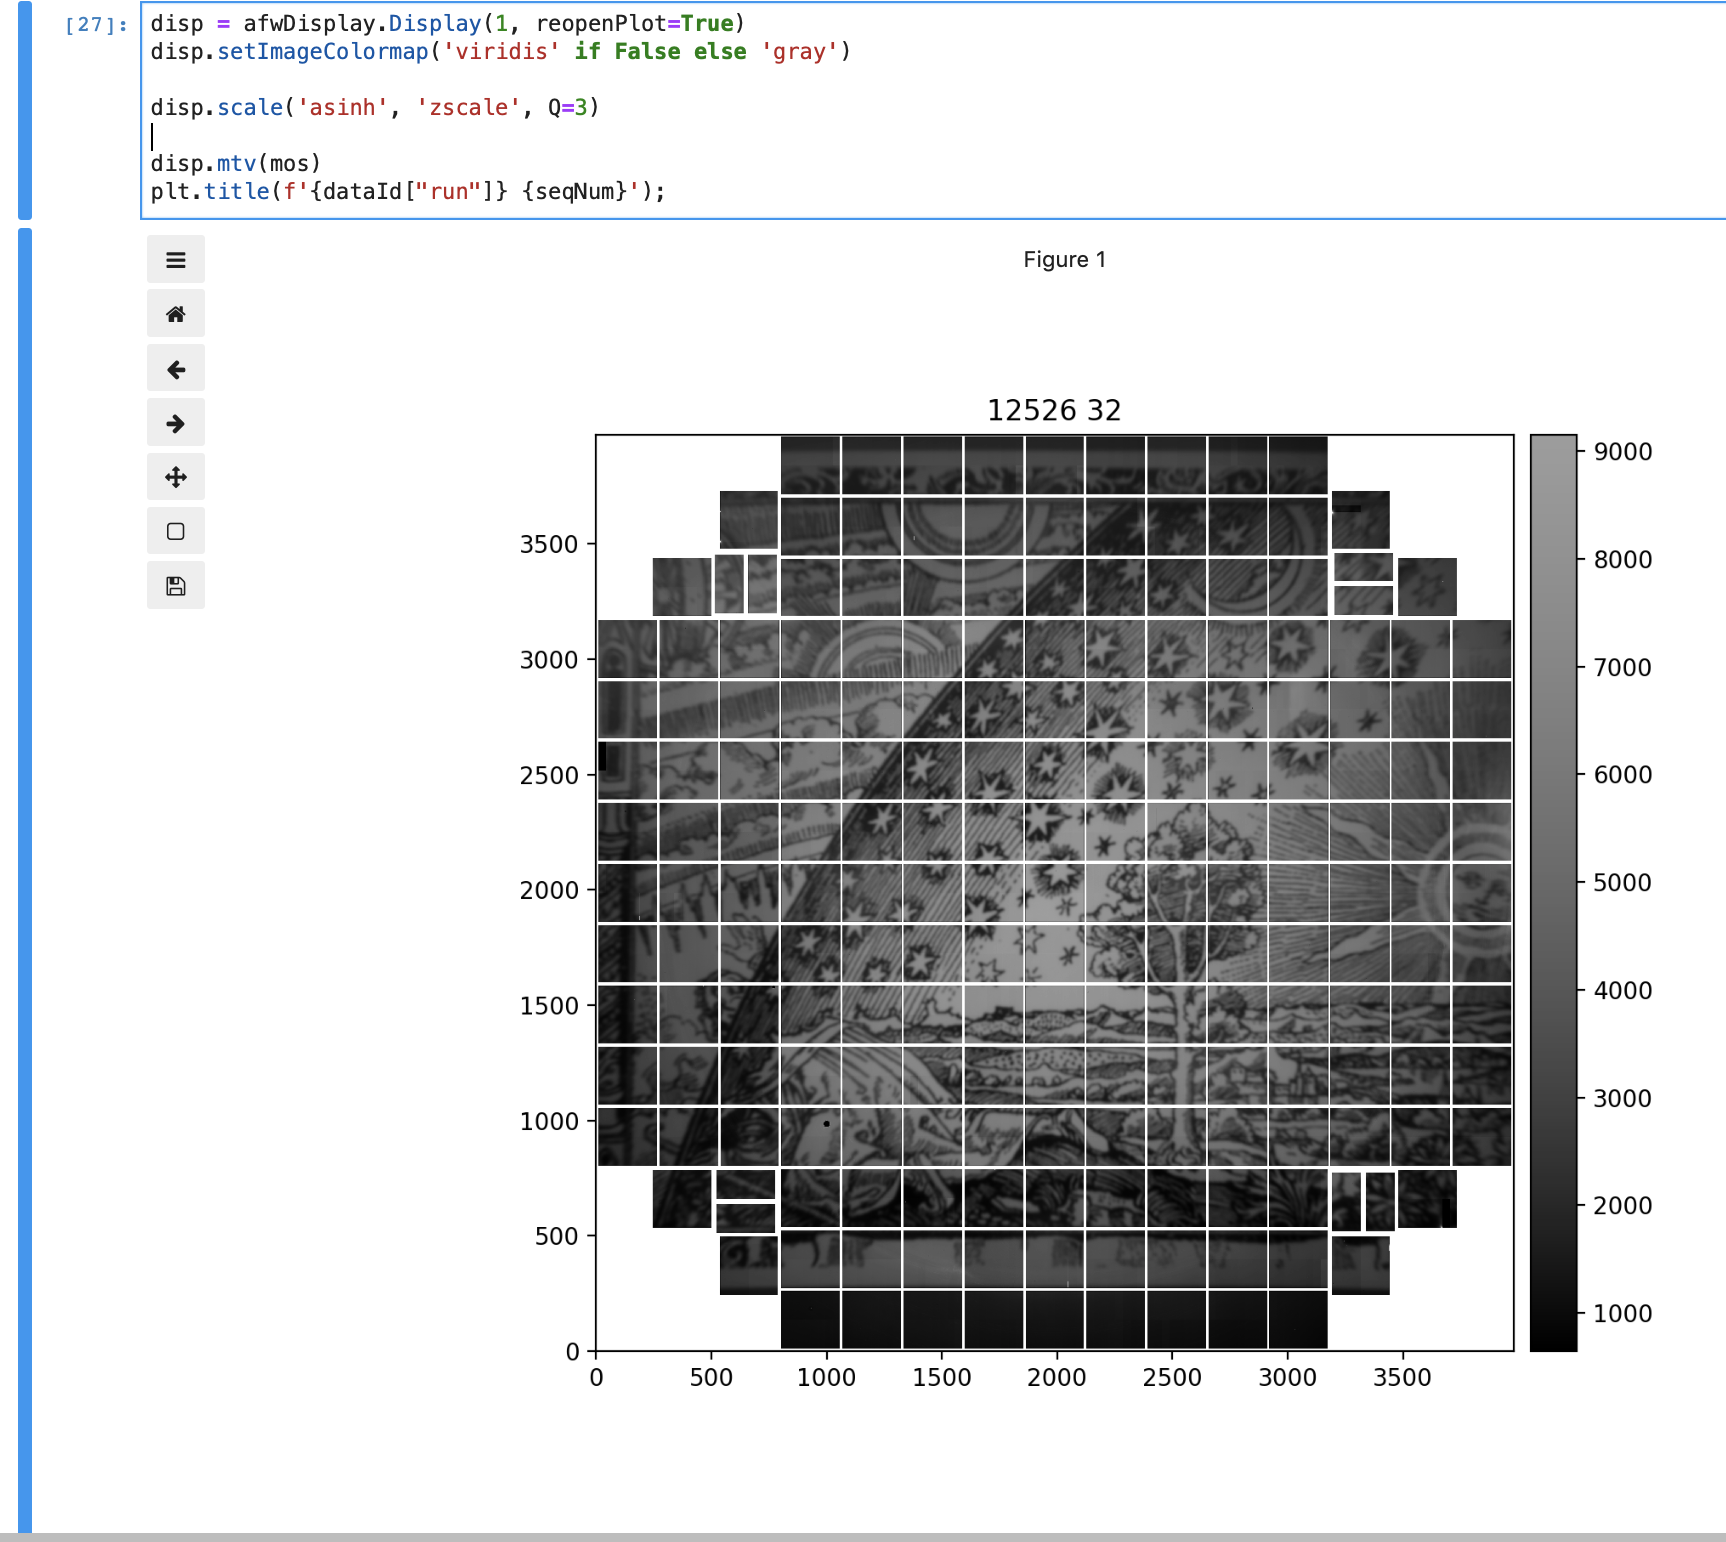 [27]:
disp = afwDisplay.Display(1, reopenPlot=True)
disp.setImageColormap('viridis' if False else 'gray')
disp.scale('asinh', 'zscale', Q=3)
disp.mtv(mos)
plt.title(f'{dataId["run"]} {seqNum}');
Figure 1
12526 32
3500
3000
2500
2000
1500
1000
500
0
0 500 1000 1500 2000 2500 3000 3500
9000
8000
7000
6000
5000
4000
3000
2000
1000